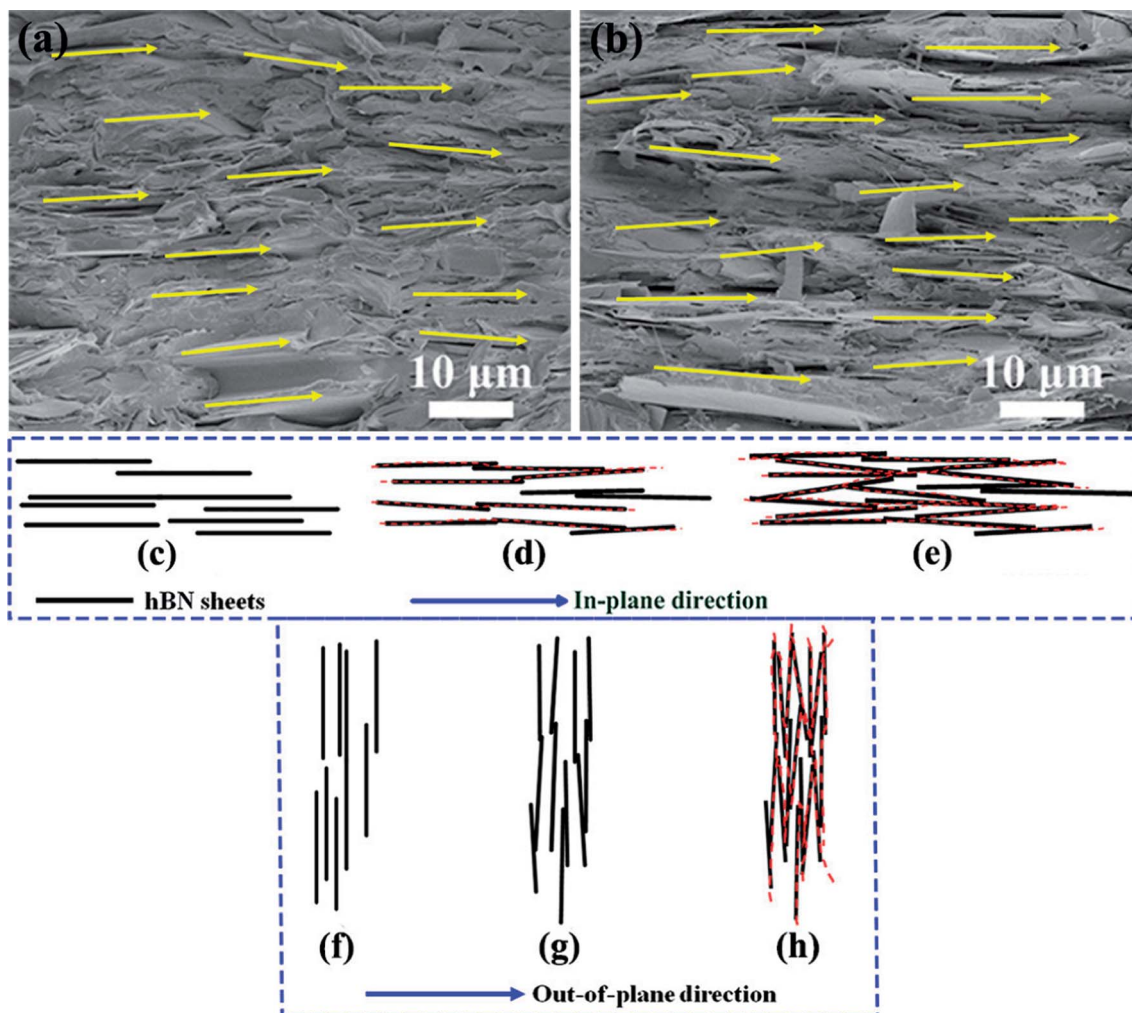 (a)
(b)
10 μm
10 μm
(c)
(d)
(e)
hBN sheets
In-plane direction
(f)
(g)
(h)
Out-of-plane direction